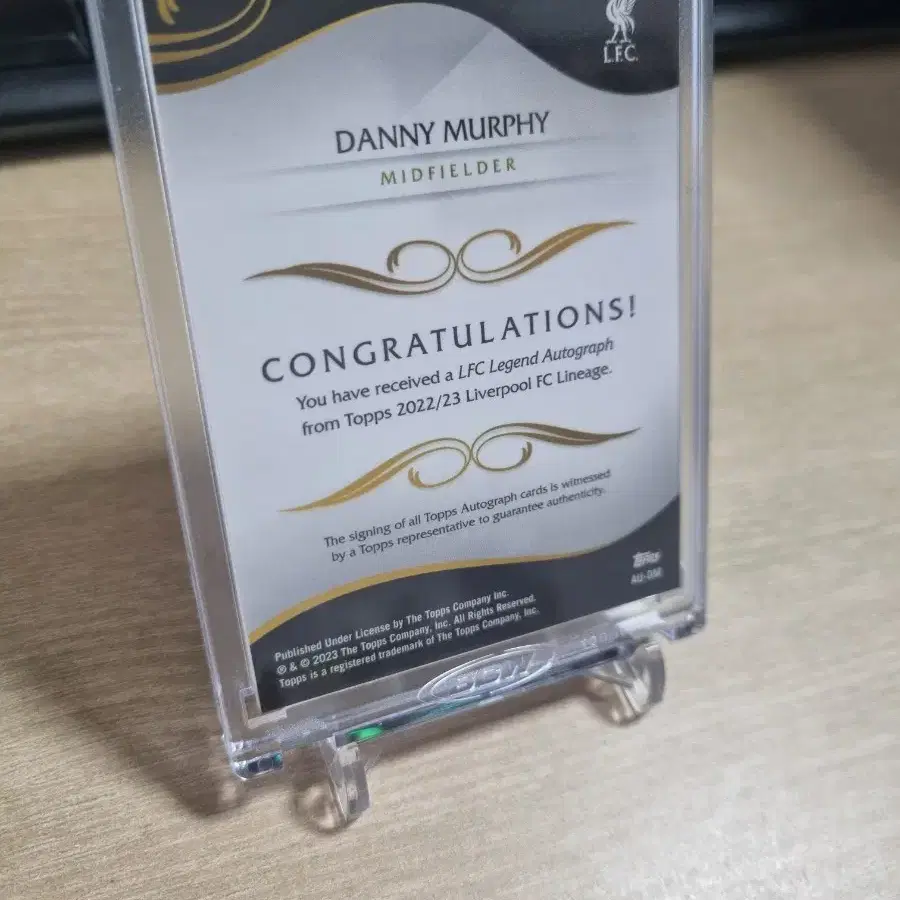 L.F.C.
DANNY MURPHY
MIDFIELDER
CONGRATULATIONS!
You have received a LFC Legend Autograph
from Topps 2022/23 Liverpool FC Lineage.
The signing of all Topps Autograph cards is witnessed
by a Topps representative to guarantee authenticity.
Topps
AU-DM
Published Under License by The Topps Company Inc.
® & © 2023 The Topps Company, Inc. All Rights Reserved.
Topps is a registered trademark of The Topps Company, Inc.
BCW